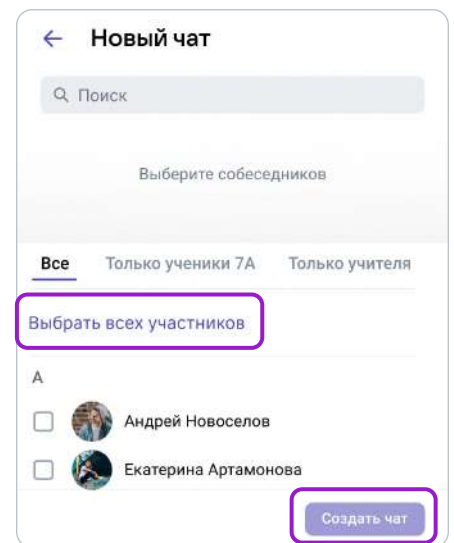 Новый чат
Поиск
Выберите собеседников
Все Только ученики 7А Только учителя
Выбрать всех участников
А
Андрей Новоселов
Екатерина Артамонова
Создать чат